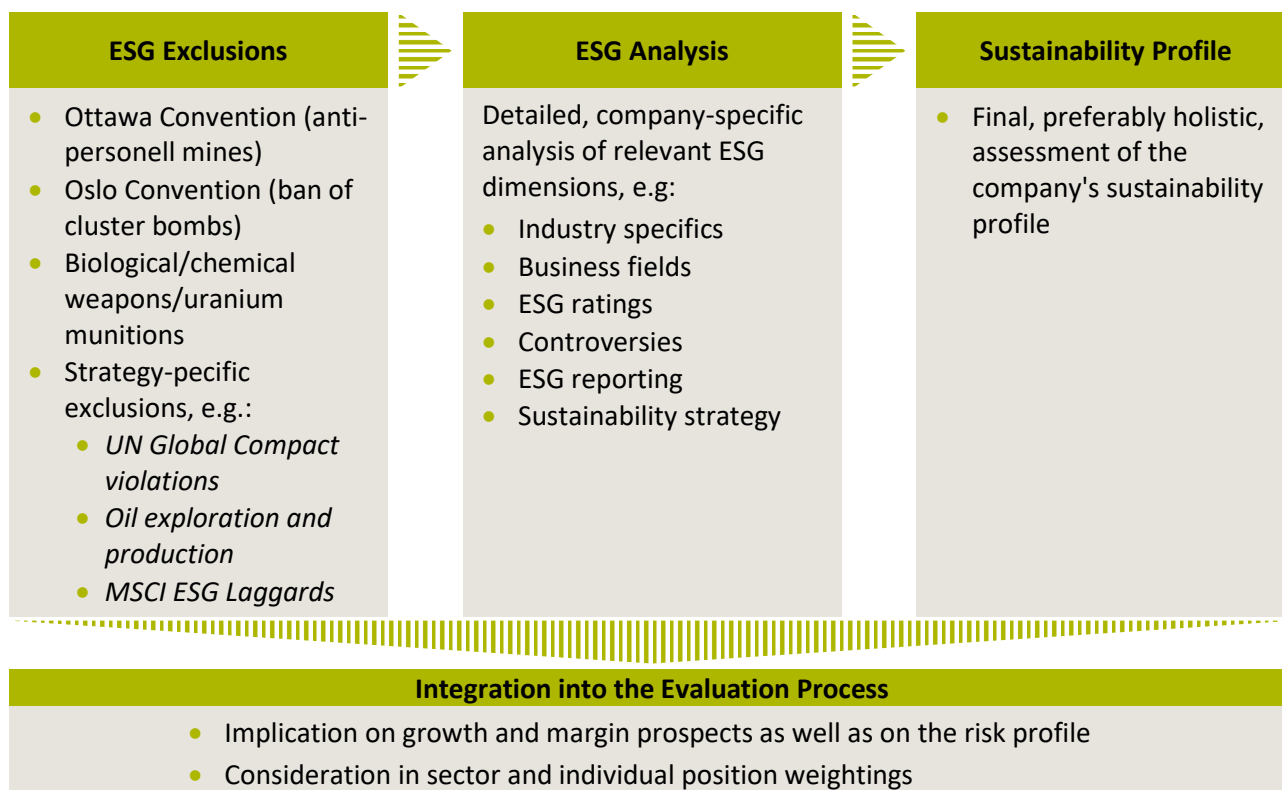 ESG Exclusions
• Ottawa Convention (anti-
personell mines)
• Oslo Convention (ban of
cluster bombs)
• Biological/chemical
weapons/uranium
munitions
• Strategy-pecific
exclusions, e.g.:
• UN Global Compact
violations
• Oil exploration and
production
• MSCI ESG Laggards
ESG Analysis
Detailed, company-specific
analysis of relevant ESG
dimensions, e.g:
• Industry specifics
• Business fields
• ESG ratings
• Controversies
• ESG reporting
• Sustainability strategy
Sustainability Profile
• Final, preferably holistic,
assessment of the
company's sustainability
profile
Integration into the Evaluation Process
• Implication on growth and margin prospects as well as on the risk profile
• Consideration in sector and individual position weightings